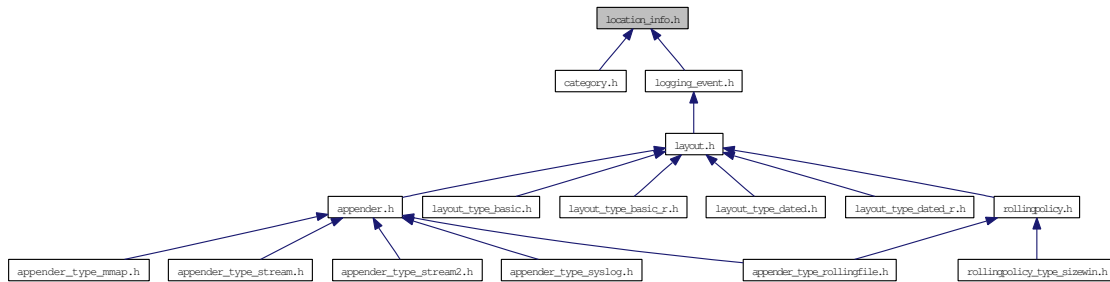 location_info.h
category.h
logging_event.h
layout.h
appender.h
layout_type_basic.h
layout_type_basic_r.h
layout_type_dated.h
layout_type_dated_r.h
rollingpolicy.h
appender_type_mmap.h
appender_type_stream.h
appender_type_stream2.h
appender_type_syslog.h
appender_type_rollingfile.h
rollingpolicy_type_sizewin.h